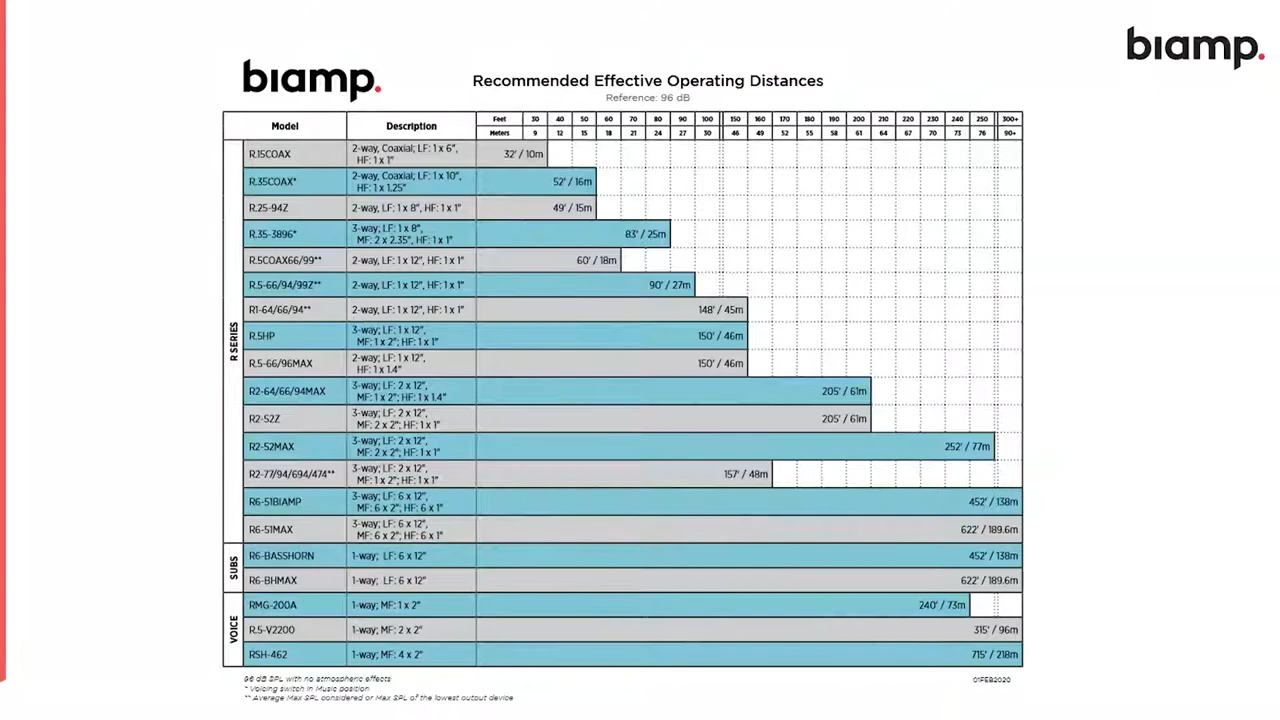 biamp.
biamp.
Recommended Effective Operating Distances
Reference: 96 dB
Model Description Feet 30 40 50 60 70 80 90 100 150 160 170 180 190 200 210 220 230 240 250 300+
Meters 9 12 15 18 21 24 27 30 46 49 52 55 58 61 64 67 70 73 76 90+
R SERIES
R.15COAX 2-way, Coaxial; LF: 1 x 6", 32' / 10m
HF: 1 x 1"
R.35COAX* 2-way, Coaxial; LF: 1 x 10", 52' / 16m
HF: 1 x 1.25"
R.25-94Z 2-way, LF: 1 x 8", HF: 1 x 1" 49' / 15m
R.35-3896* 3-way; LF: 1 x 8", 83' / 25m
MF: 2 x 2.35", HF: 1 x 1"
R.5COAX66/99** 2-way, LF: 1 x 12", HF: 1 x 1" 60' / 18m
R.5-66/94/99Z** 2-way, LF: 1 x 12", HF: 1 x 1" 90' / 27m
R1-64/66/94** 2-way, LF: 1 x 12", HF: 1 x 1" 148' / 45m
R.5HP 3-way; LF: 1 x 12", 150' / 46m
MF: 1 x 2"; HF: 1 x 1"
R.5-66/96MAX 2-way; LF: 1 x 12", 150' / 46m
HF: 1 x 1.4"
R2-64/66/94MAX 3-way; LF: 2 x 12", 205' / 61m
MF: 1 x 2"; HF: 1 x 1.4"
R2-52Z 3-way; LF: 2 x 12", 205' / 61m
MF: 2 x 2"; HF: 1 x 1"
R2-52MAX 3-way; LF: 2 x 12", 252' / 77m
MF: 2 x 2"; HF: 1 x 1"
R2-77/94/694/474** 3-way; LF: 2 x 12", 157' / 48m
MF: 1 x 2"; HF: 1 x 1"
R6-51BIAMP 3-way; LF: 6 x 12", 452' / 138m
MF: 6 x 2"; HF: 6 x 1"
R6-51MAX 3-way; LF: 6 x 12", 622' / 189.6m
MF: 6 x 2"; HF: 6 x 1"
SUBS
R6-BASSHORN 1-way; LF: 6 x 12" 452' / 138m
R6-BHMAX 1-way; LF: 6 x 12" 622' / 189.6m
VOICE
RMG-200A 1-way; MF: 1 x 2" 240' / 73m
R.5-V2200 1-way; MF: 2 x 2" 315' / 96m
RSH-462 1-way; MF: 4 x 2" 715' / 218m
96 dB SPL with no atmospheric effects 01FEB2020
* Voicing switch in Music position
** Average Max SPL considered or Max SPL of the lowest output device